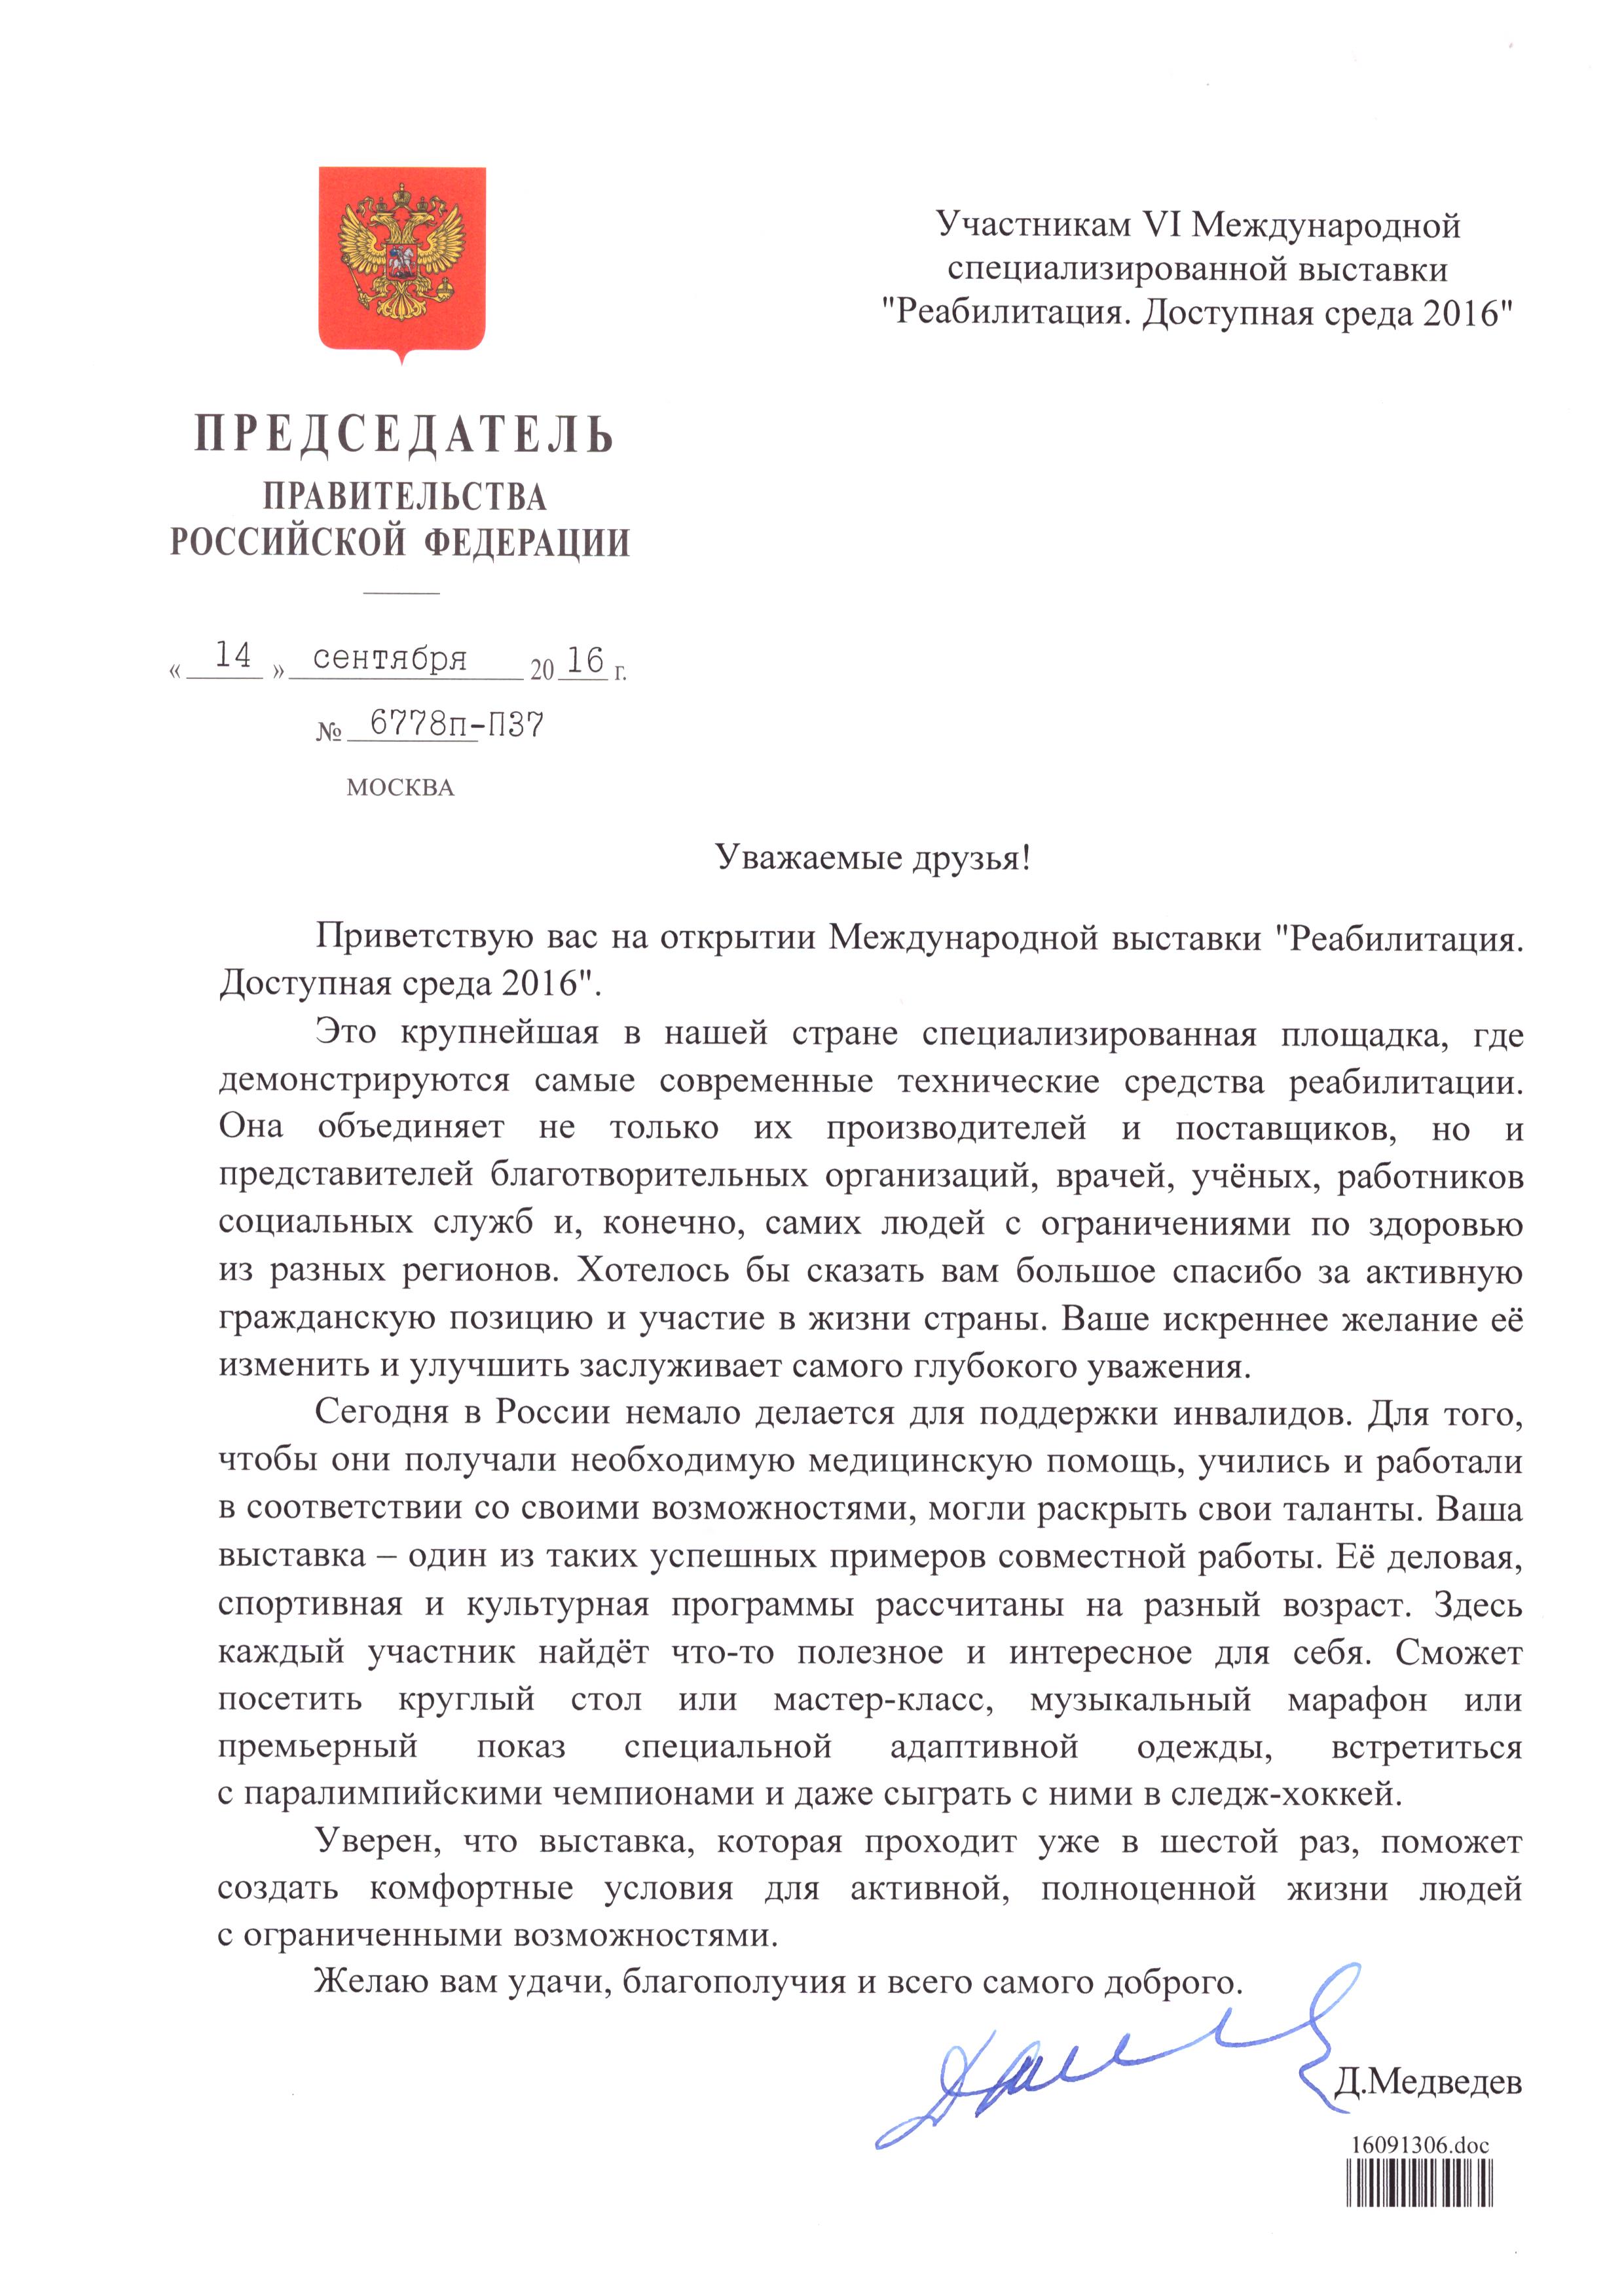 Участникам VI Международной
специализированной выставки
"Реабилитация. Доступная среда 2016"
ПРЕДСЕДАТЕЛЬ
ПРАВИТЕЛЬСТВА
РОССИЙСКОЙ ФЕДЕРАЦИИ
« 14 » сентября 20 16 г.
№ 6778п-П37
МОСКВА
Уважаемые друзья!
Приветствую вас на открытии Международной выставки "Реабилитация.
Доступная среда 2016".
Это крупнейшая в нашей стране специализированная площадка, где
демонстрируются самые современные технические средства реабилитации.
Она объединяет не только их производителей и поставщиков, но и
представителей благотворительных организаций, врачей, учёных, работников
социальных служб и, конечно, самих людей с ограничениями по здоровью
из разных регионов. Хотелось бы сказать вам большое спасибо за активную
гражданскую позицию и участие в жизни страны. Ваше искреннее желание её
изменить и улучшить заслуживает самого глубокого уважения.
Сегодня в России немало делается для поддержки инвалидов. Для того,
чтобы они получали необходимую медицинскую помощь, учились и работали
в соответствии со своими возможностями, могли раскрыть свои таланты. Ваша
выставка – один из таких успешных примеров совместной работы. Её деловая,
спортивная и культурная программы рассчитаны на разный возраст. Здесь
каждый участник найдёт что-то полезное и интересное для себя. Сможет
посетить круглый стол или мастер-класс, музыкальный марафон или
премьерный показ специальной адаптивной одежды, встретиться
с паралимпийскими чемпионами и даже сыграть с ними в следж-хоккей.
Уверен, что выставка, которая проходит уже в шестой раз, поможет
создать комфортные условия для активной, полноценной жизни людей
с ограниченными возможностями.
Желаю вам удачи, благополучия и всего самого доброго.
Д.Медведев
16091306.doc